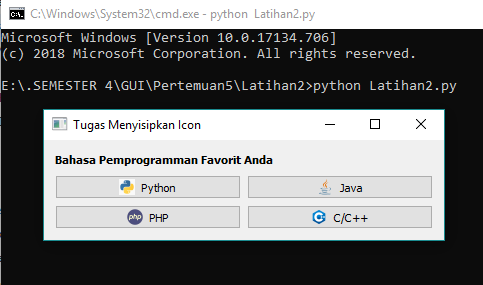 C:\Windows\System32\cmd.exe - python  Latihan2.py
Microsoft Windows [Version 10.0.17134.706]
(c) 2018 Microsoft Corporation. All rights reserved.
E:\.SEMESTER 4\GUI\Pertemuan5\Latihan2>python Latihan2.py
Tugas Menyisipkan Icon
Bahasa Pemprogramman Favorit Anda
Python
Java
php PHP
C/C++